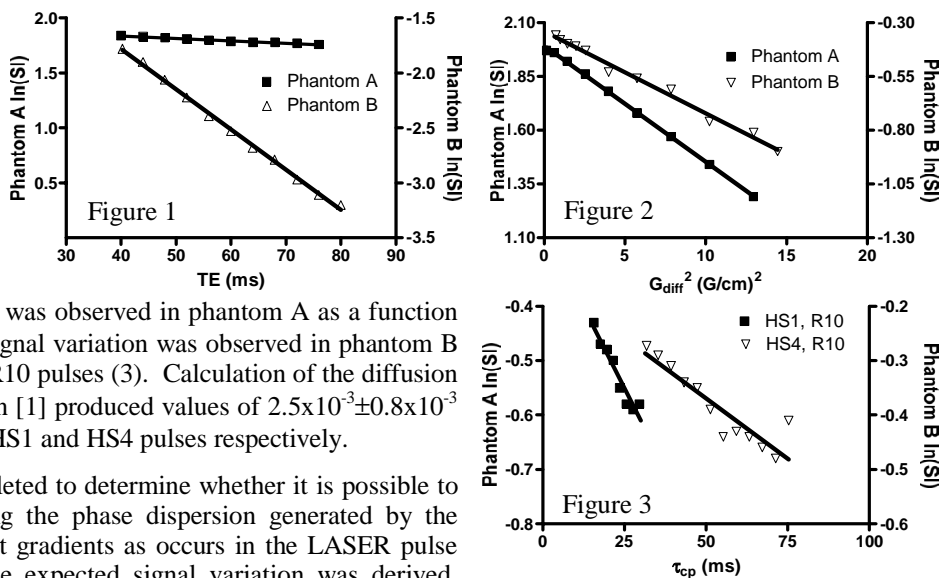 2.0
1.5
1.0
0.5
-1.5
-2.0
-2.5
-3.0
-3.5
Phantom A ln(SI)
Phantom B ln(SI)
Phantom A
Phantom B
Figure 1
30 40 50 60 70 80 90
TE (ms)
2.10
1.85
1.60
1.35
1.10
-0.30
-0.55
-0.80
-1.05
-1.30
Phantom A ln(SI)
Phantom B ln(SI)
Phantom A
Phantom B
Figure 2
0 5 10 15 20
G_diff² (G/cm)²
was observed in phantom A as a function
gnal variation was observed in phantom B
R10 pulses (3). Calculation of the diffusion
n [1] produced values of 2.5x10⁻³±0.8x10⁻³
HS1 and HS4 pulses respectively.
leted to determine whether it is possible to
g the phase dispersion generated by the
t gradients as occurs in the LASER pulse
e expected signal variation was derived
-0.4
-0.5
-0.6
-0.7
-0.8
-0.2
-0.3
-0.4
-0.5
-0.6
Phantom A ln(SI)
Phantom B ln(SI)
HS1, R10
HS4, R10
Figure 3
0 25 50 75 100
τcp (ms)